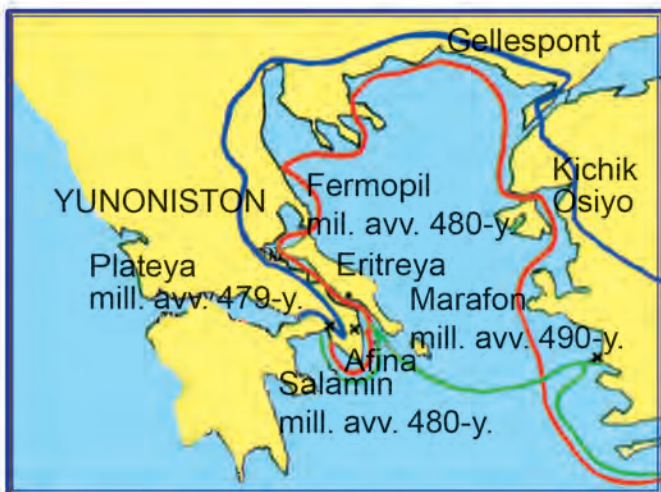 Gellespont
Kichik
Osiyo
Fermopil
mil. avv. 480-y.
YUNONISTON
Plateya
mill. avv. 479-y.
Eritreya
Marafon
mill. avv. 490-y.
Afina
Salamin
mill. avv. 480-y.